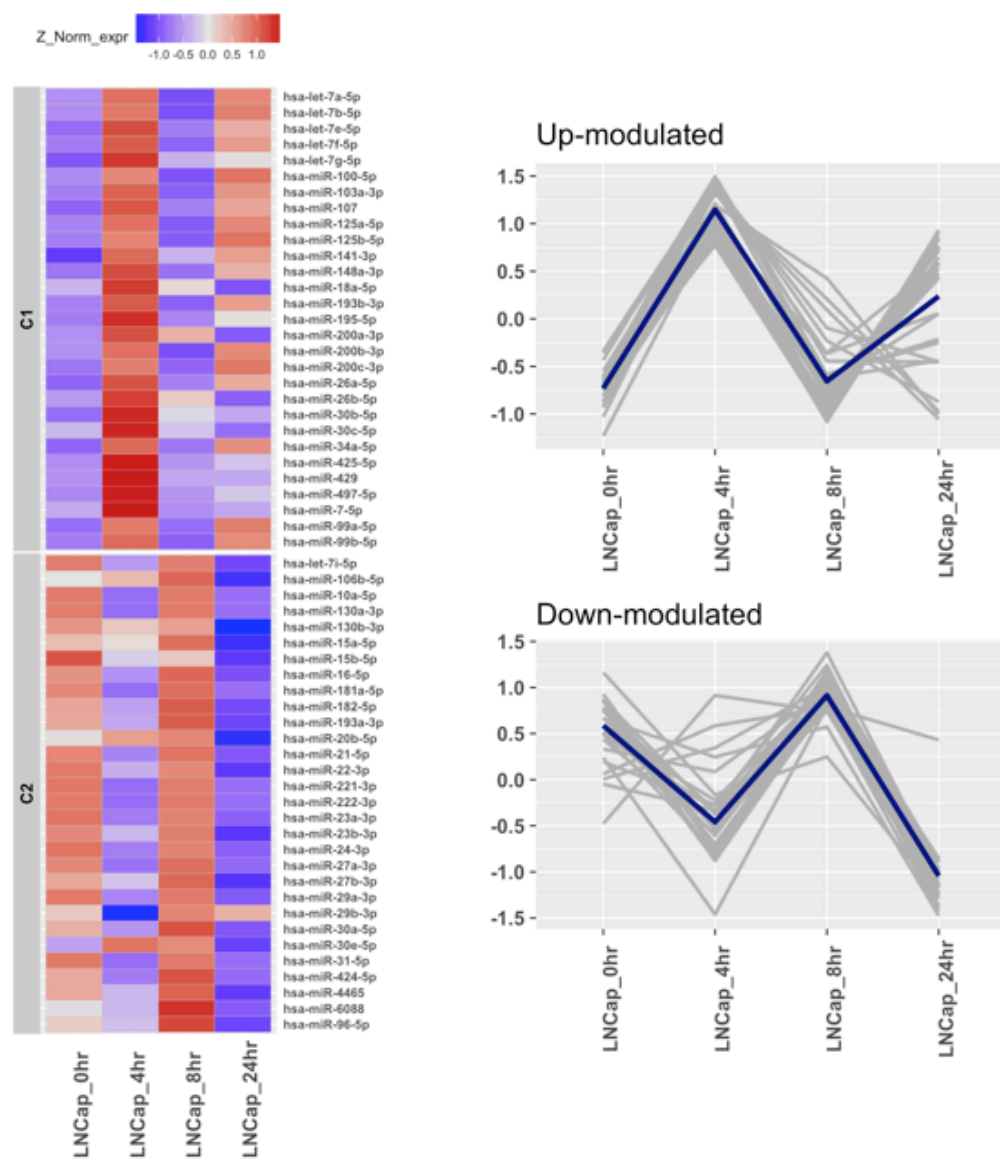 Z_Norm_expr
-1.0 -0.5 0.0 0.5 1.0
C1
hsa-let-7a-5p
hsa-let-7b-5p
hsa-let-7e-5p
hsa-let-7f-5p
hsa-let-7g-5p
hsa-miR-100-5p
hsa-miR-103a-3p
hsa-miR-107
hsa-miR-125a-5p
hsa-miR-125b-5p
hsa-miR-141-3p
hsa-miR-148a-3p
hsa-miR-18a-5p
hsa-miR-193b-3p
hsa-miR-195-5p
hsa-miR-200a-3p
hsa-miR-200b-3p
hsa-miR-200c-3p
hsa-miR-26a-5p
hsa-miR-26b-5p
hsa-miR-30b-5p
hsa-miR-30c-5p
hsa-miR-34a-5p
hsa-miR-425-5p
hsa-miR-429
hsa-miR-497-5p
hsa-miR-7-5p
hsa-miR-99a-5p
hsa-miR-99b-5p
C2
hsa-let-7i-5p
hsa-miR-106b-5p
hsa-miR-10a-5p
hsa-miR-130a-3p
hsa-miR-130b-3p
hsa-miR-15a-5p
hsa-miR-15b-5p
hsa-miR-16-5p
hsa-miR-181a-5p
hsa-miR-182-5p
hsa-miR-193a-3p
hsa-miR-20b-5p
hsa-miR-21-5p
hsa-miR-22-3p
hsa-miR-221-3p
hsa-miR-222-3p
hsa-miR-23a-3p
hsa-miR-23b-3p
hsa-miR-24-3p
hsa-miR-27a-3p
hsa-miR-27b-3p
hsa-miR-29a-3p
hsa-miR-29b-3p
hsa-miR-30a-5p
hsa-miR-30e-5p
hsa-miR-31-5p
hsa-miR-424-5p
hsa-miR-4465
hsa-miR-6088
hsa-miR-96-5p
LNCap_0hr
LNCap_4hr
LNCap_8hr
LNCap_24hr
Up-modulated
1.5
1.0
0.5
0.0
-0.5
-1.0
LNCap_0hr
LNCap_4hr
LNCap_8hr
LNCap_24hr
Down-modulated
1.5
1.0
0.5
0.0
-0.5
-1.0
-1.5
LNCap_0hr
LNCap_4hr
LNCap_8hr
LNCap_24hr